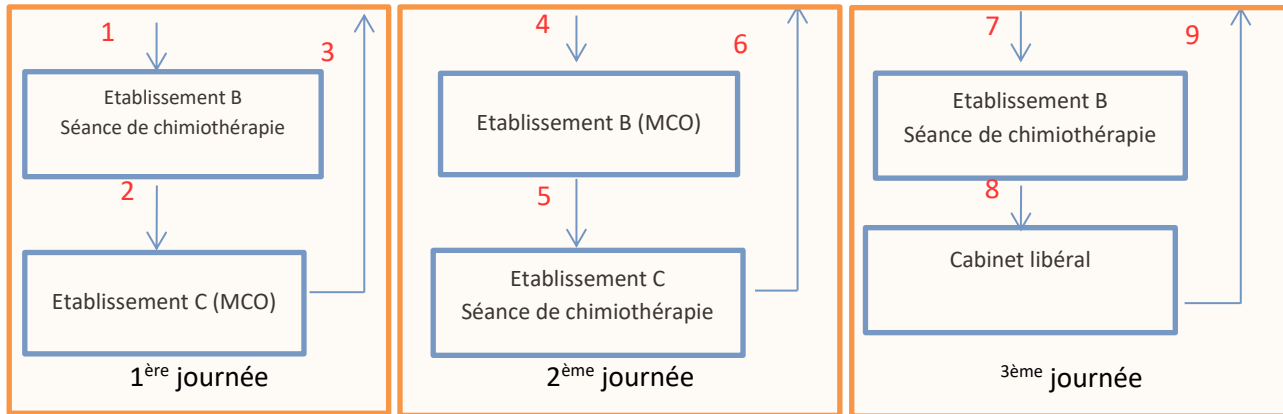 1
3
Etablissement B
Séance de chimiothérapie
2
Etablissement C (MCO)
1ère journée
4
6
Etablissement B (MCO)
5
Etablissement C
Séance de chimiothérapie
2ème journée
7
9
Etablissement B
Séance de chimiothérapie
8
Cabinet libéral
3ème journée